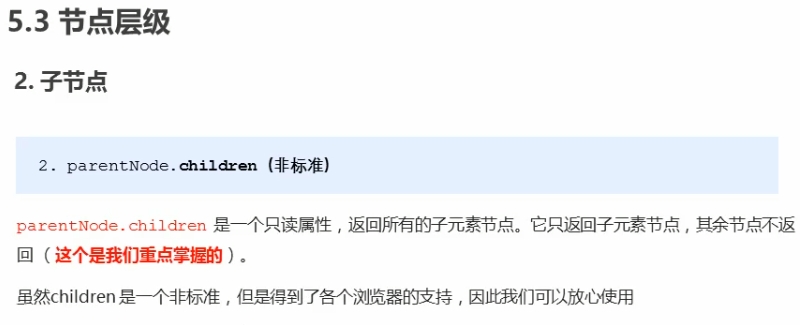 5.3 节点层级
2. 子节点
2. parentNode.children (非标准)
parentNode.children 是一个只读属性，返回所有的子元素节点。它只返回子元素节点，其余节点不返
回 （这个是我们重点掌握的）。
虽然children 是一个非标准，但是得到了各个浏览器的支持，因此我们可以放心使用